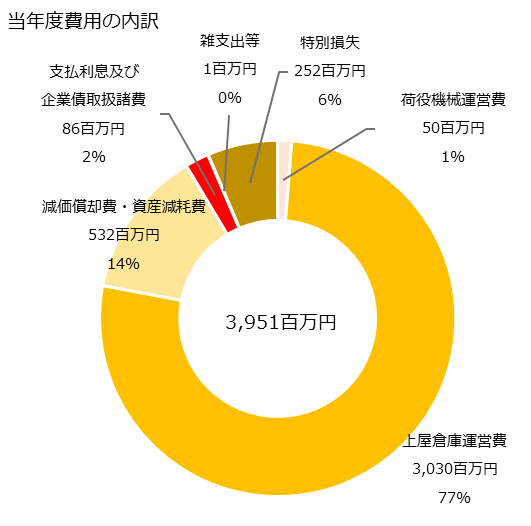 当年度費用の内訳
雑支出等
1百万円
0%
特別損失
252百万円
6%
支払利息及び
企業債取扱諸費
86百万円
2%
荷役機械運営費
50百万円
1%
減価償却費・資産減耗費
532百万円
14%
3,951百万円
上屋倉庫運営費
3,030百万円
77%